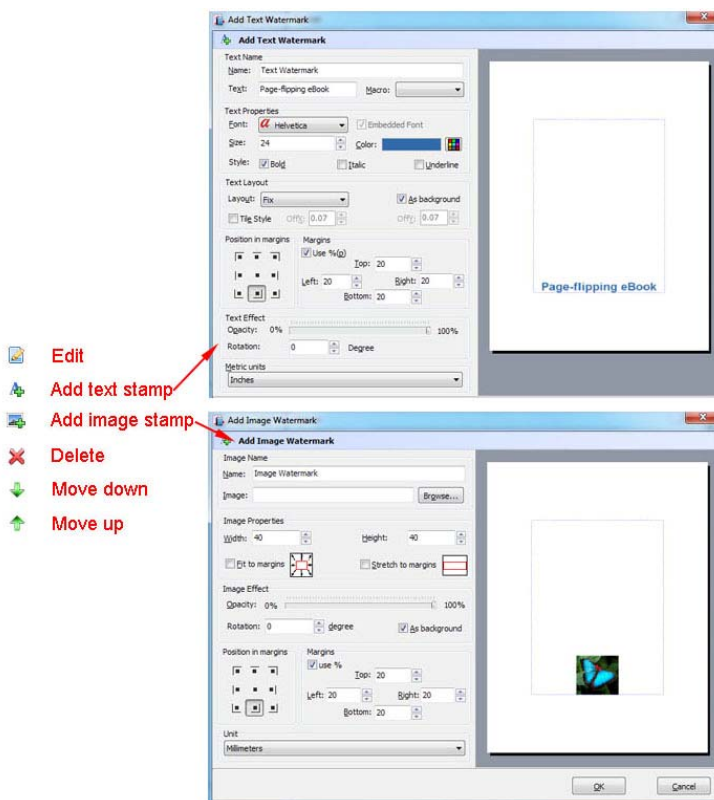 Add Text Watermark
Add Text Watermark
Text Name
Name: Text Watermark
Text: Page-flipping eBook Macro:
Text Properties
Font: a Helvetica Embedded Font
Size: 24 Color:
Style: Bold Italic Underline
Text Layout
Layout: Fix As background
Tile Style 0.07 0.07
Position in margins Margins
Use %(p)
Top: 20
Left: 20 Right: 20
Bottom: 20
Page-flipping eBook
Text Effect
Opacity: 0% 100%
Rotation: 0 Degree
Metric units
Inches
Edit
Add text stamp
Add image stamp
Delete
Move down
Move up
Add Image Watermark
Add Image Watermark
Image Name
Name: Image Watermark
Image: Browse...
Image Properties
Width: 40 Height: 40
Fit to margins Stretch to margins
Image Effect
Opacity: 0% 100%
Rotation: 0 degree As background
Position in margins Margins
use %
Top: 20
Left: 20 Right: 20
Bottom: 20
Unit
Millimeters
OK Cancel